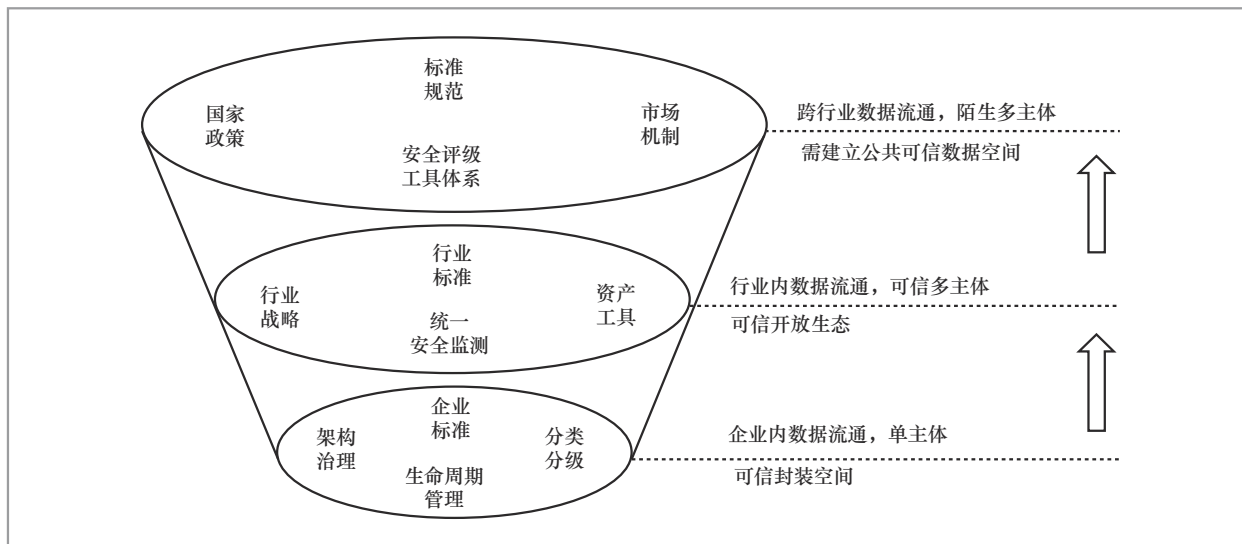 标准
规范
国家
政策
市场
机制
安全评级
工具体系
跨行业数据流通，陌生多主体
需建立公共可信数据空间
行业
标准
行业
战略
资产
工具
统一
安全监测
行业内数据流通，可信多主体
可信开放生态
企业
标准
架构
治理
分类
分级
生命周期
管理
企业内数据流通，单主体
可信封装空间